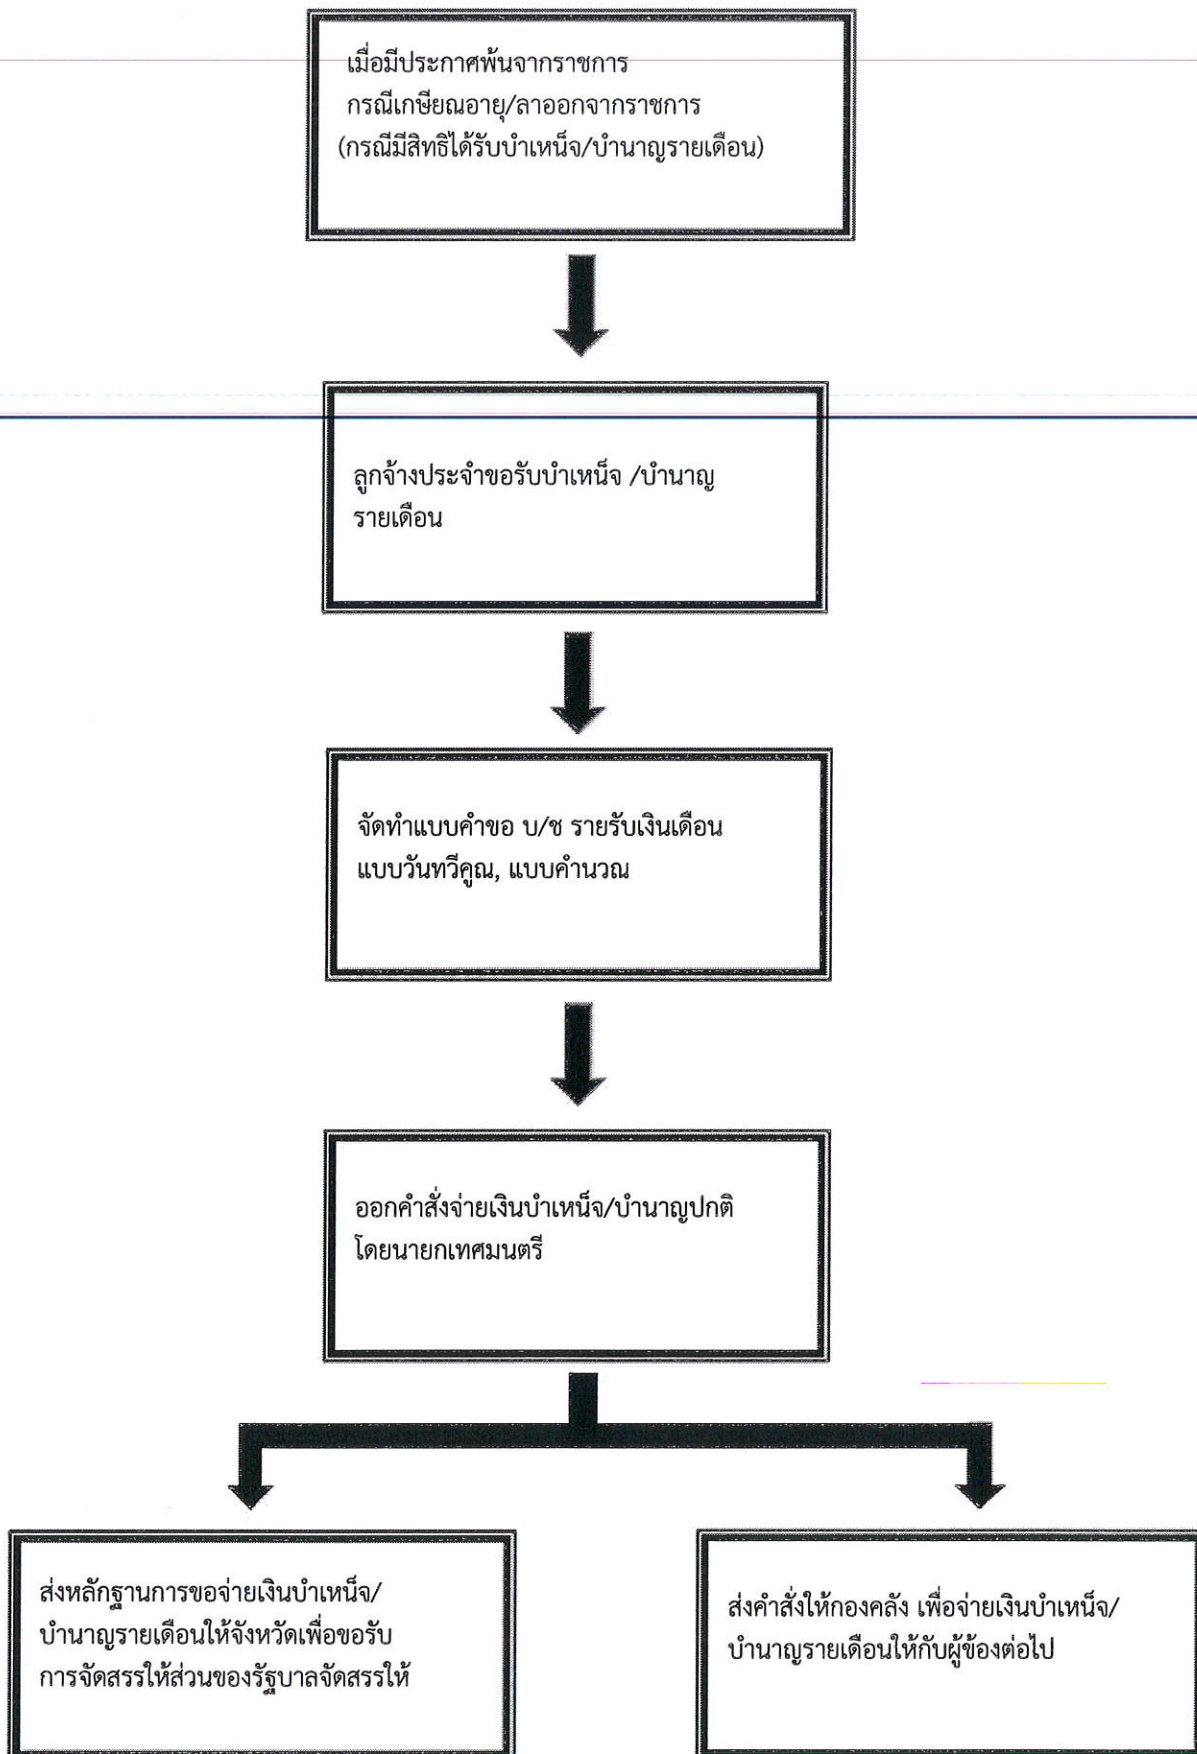 เมื่อมีประกาศพ้นจากราชการ
กรณีเกษียณอายุ/ลาออกจากราชการ
(กรณีมีสิทธิได้รับบำเหน็จ/บำนาญรายเดือน)
ลูกจ้างประจำขอรับบำเหน็จ /บำนาญ
รายเดือน
จัดทำแบบคำขอ บ/ช รายรับเงินเดือน
แบบวันทวีคูณ, แบบคำนวณ
ออกคำสั่งจ่ายเงินบำเหน็จ/บำนาญปกติ
โดยนายกเทศมนตรี
ส่งหลักฐานการขอจ่ายเงินบำเหน็จ/
บำนาญรายเดือนให้จังหวัดเพื่อขอรับ
การจัดสรรให้ส่วนของรัฐบาลจัดสรรให้
ส่งคำสั่งให้กองคลัง เพื่อจ่ายเงินบำเหน็จ/
บำนาญรายเดือนให้กับผู้ข้องต่อไป